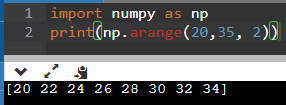 1 import numpy as np
2 print(np.arange(20,35, 2))
[20 22 24 26 28 30 32 34]